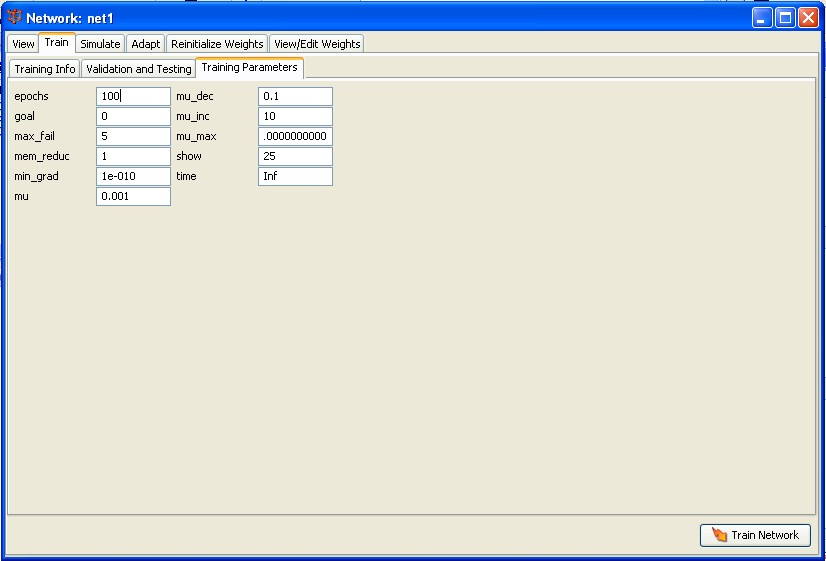 Network: net1
View Train Simulate Adapt Reinitialize Weights View/Edit Weights
Training Info Validation and Testing Training Parameters
epochs 100 mu_dec 0.1
goal 0 mu_inc 10
max_fail 5 mu_max .0000000000
mem_reduc 1 show 25
min_grad 1e-010 time Inf
mu 0.001
Train Network